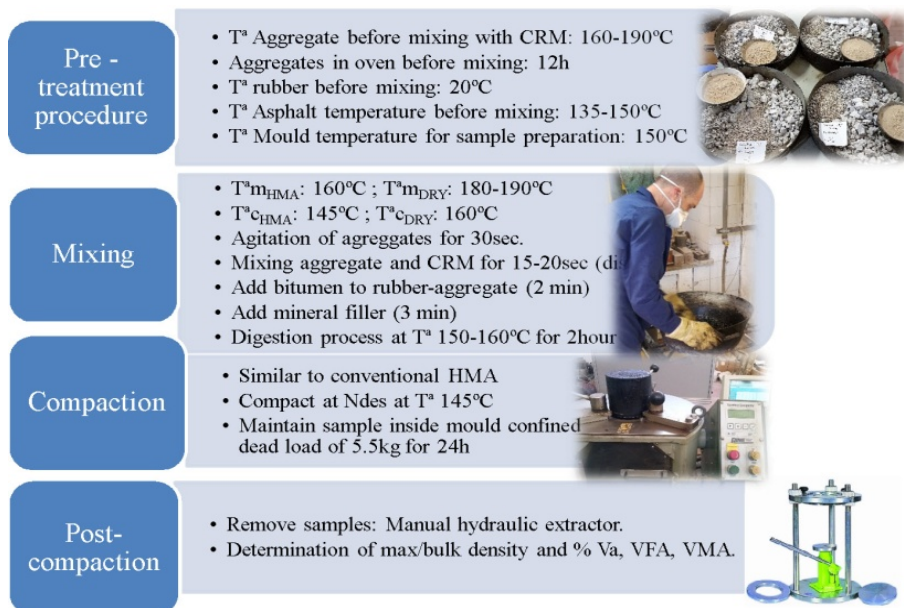 Pre -
treatment
procedure
• Tª Aggregate before mixing with CRM: 160-190ºC
• Aggregates in oven before mixing: 12h
• Tª rubber before mixing: 20ºC
• Tª Asphalt temperature before mixing: 135-150ºC
• Tª Mould temperature for sample preparation: 150ºC
Mixing
• TªmHMA: 160ºC ; TªmDRY: 180-190ºC
• TªcHMA: 145ºC ; TªcDRY: 160ºC
• Agitation of agreggates for 30sec.
• Mixing aggregate and CRM for 15-20sec (di
• Add bitumen to rubber-aggregate (2 min)
• Add mineral filler (3 min)
• Digestion process at Tª 150-160ºC for 2hour
Compaction
• Similar to conventional HMA
• Compact at Ndes at Tª 145ºC
• Maintain sample inside mould confined
dead load of 5.5kg for 24h
Post-
compaction
• Remove samples: Manual hydraulic extractor.
• Determination of max/bulk density and % Va, VFA, VMA.